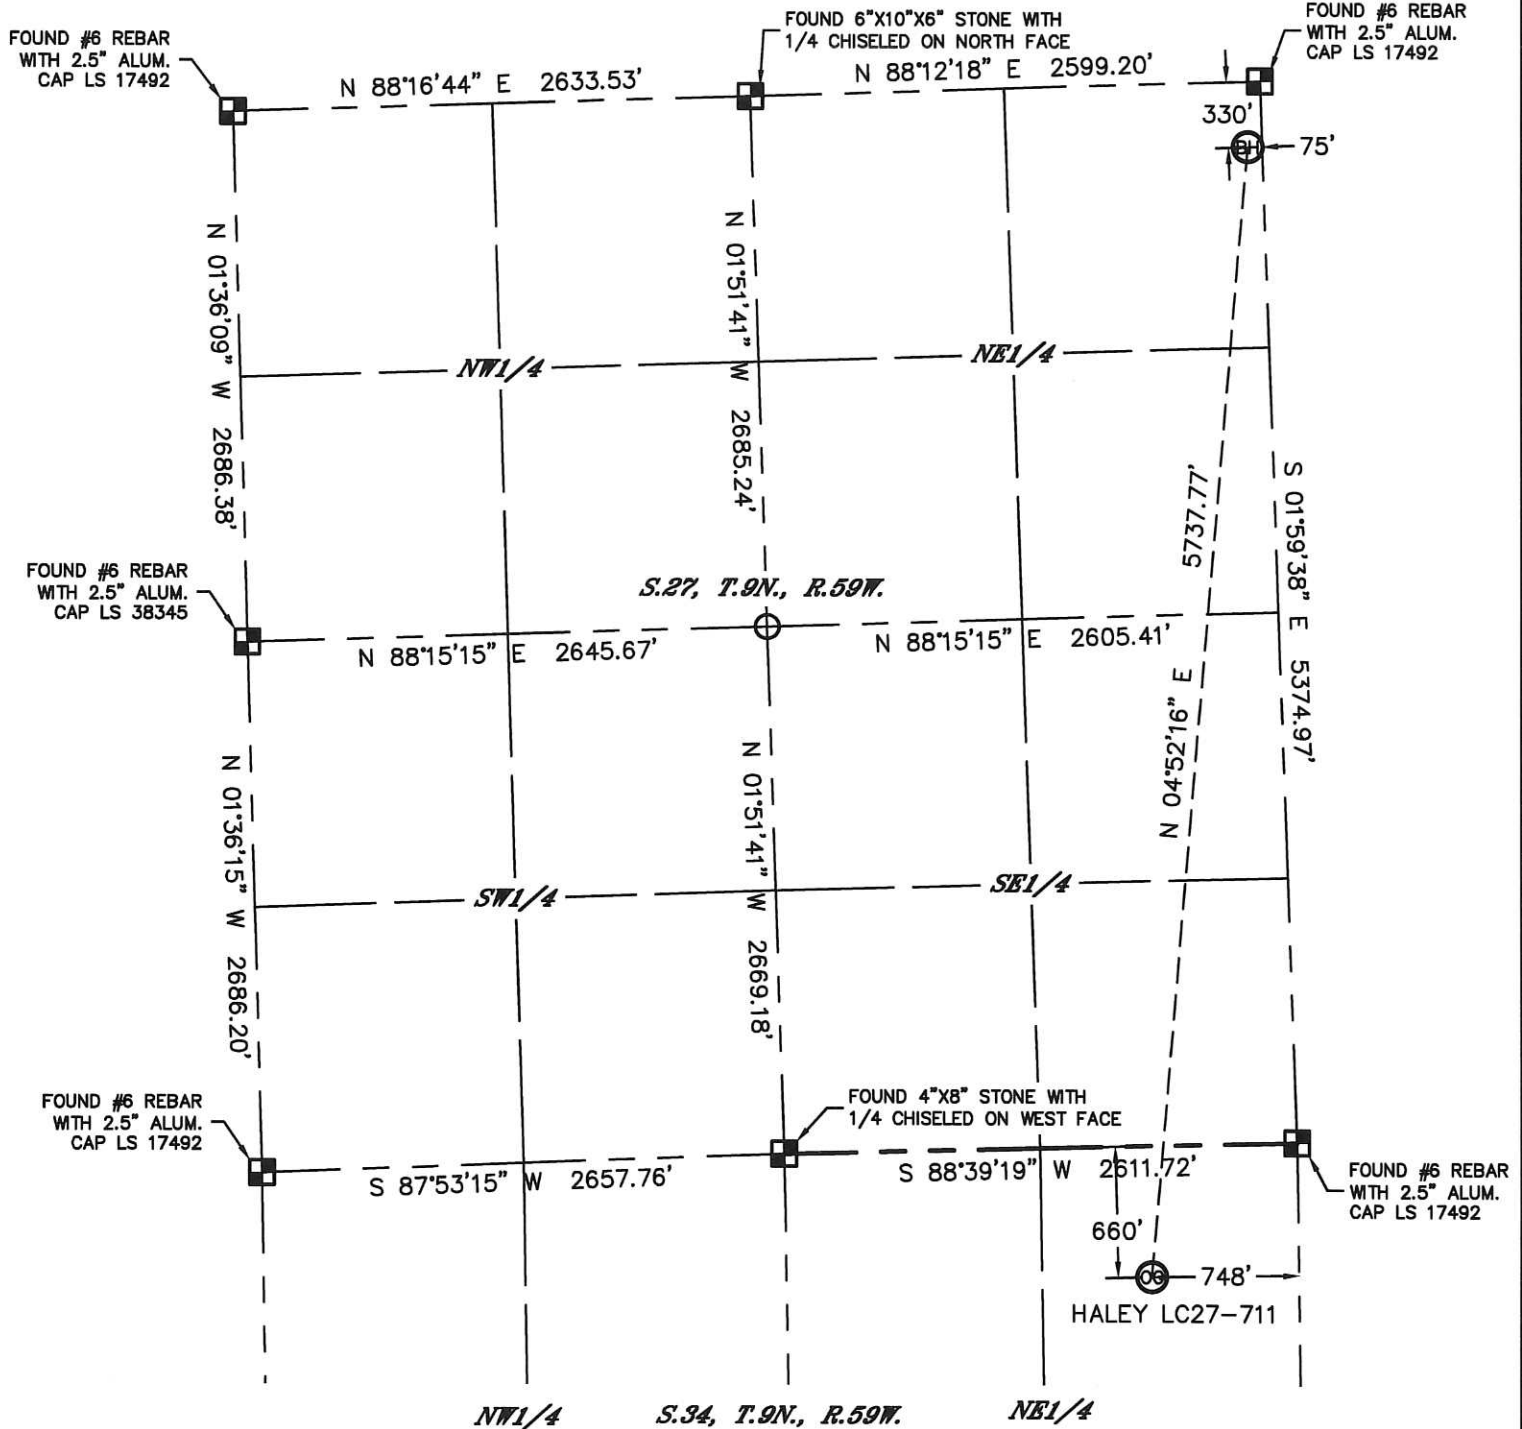 FOUND #6 REBAR
WITH 2.5" ALUM.
CAP LS 17492
FOUND 6"X10"X6" STONE WITH
1/4 CHISELED ON NORTH FACE
FOUND #6 REBAR
WITH 2.5" ALUM.
CAP LS 17492
N 88°16'44" E 2633.53'
N 88°12'18" E 2599.20'
330'
BH
75'
N 01°36'09" W 2686.38'
N 01°51'41" W 2685.24'
NW1/4
NE1/4
5737.77'
S 01°59'38" E 5374.97'
FOUND #6 REBAR
WITH 2.5" ALUM.
CAP LS 38345
S.27, T.9N., R.59W.
N 88°15'15" E 2645.67'
N 88°15'15" E 2605.41'
N 04°52'16" E
N 01°36'15" W 2686.20'
N 01°51'41" W 2669.18'
SW1/4
SE1/4
FOUND #6 REBAR
WITH 2.5" ALUM.
CAP LS 17492
FOUND 4"X8" STONE WITH
1/4 CHISELED ON WEST FACE
S 87°53'15" W 2657.76'
S 88°39'19" W 2611.72'
FOUND #6 REBAR
WITH 2.5" ALUM.
CAP LS 17492
660'
OG
748'
HALEY LC27-711
NW1/4
S.34, T.9N., R.59W.
NE1/4